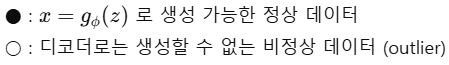 ● : x = g_ϕ(z) 로 생성 가능한 정상 데이터
○ : 디코더로는 생성할 수 없는 비정상 데이터 (outlier)